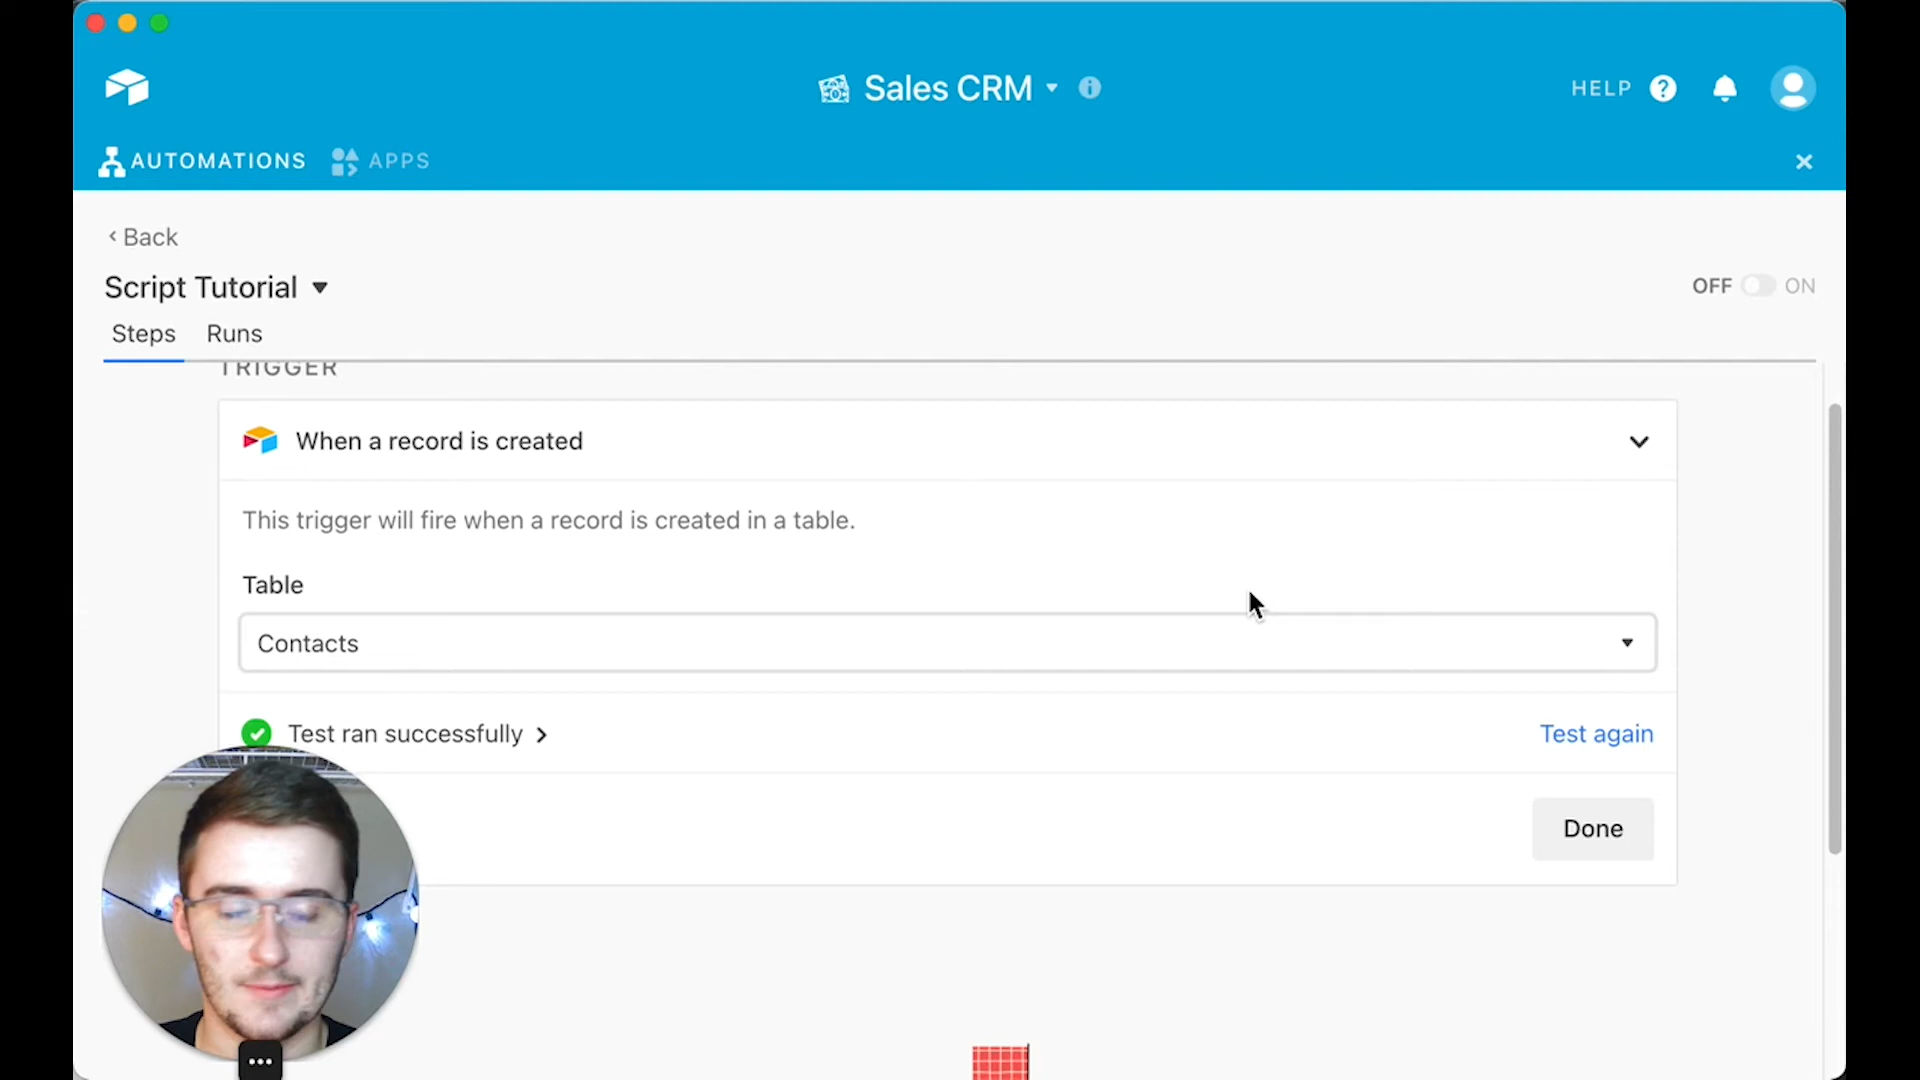 Sales CRM
HELP
AUTOMATIONS
APPS
Back
Script Tutorial
OFF
ON
Steps
Runs
TRIGGER
When a record is created
This trigger will fire when a record is created in a table.
Table
Contacts
Test ran successfully
Test again
Done